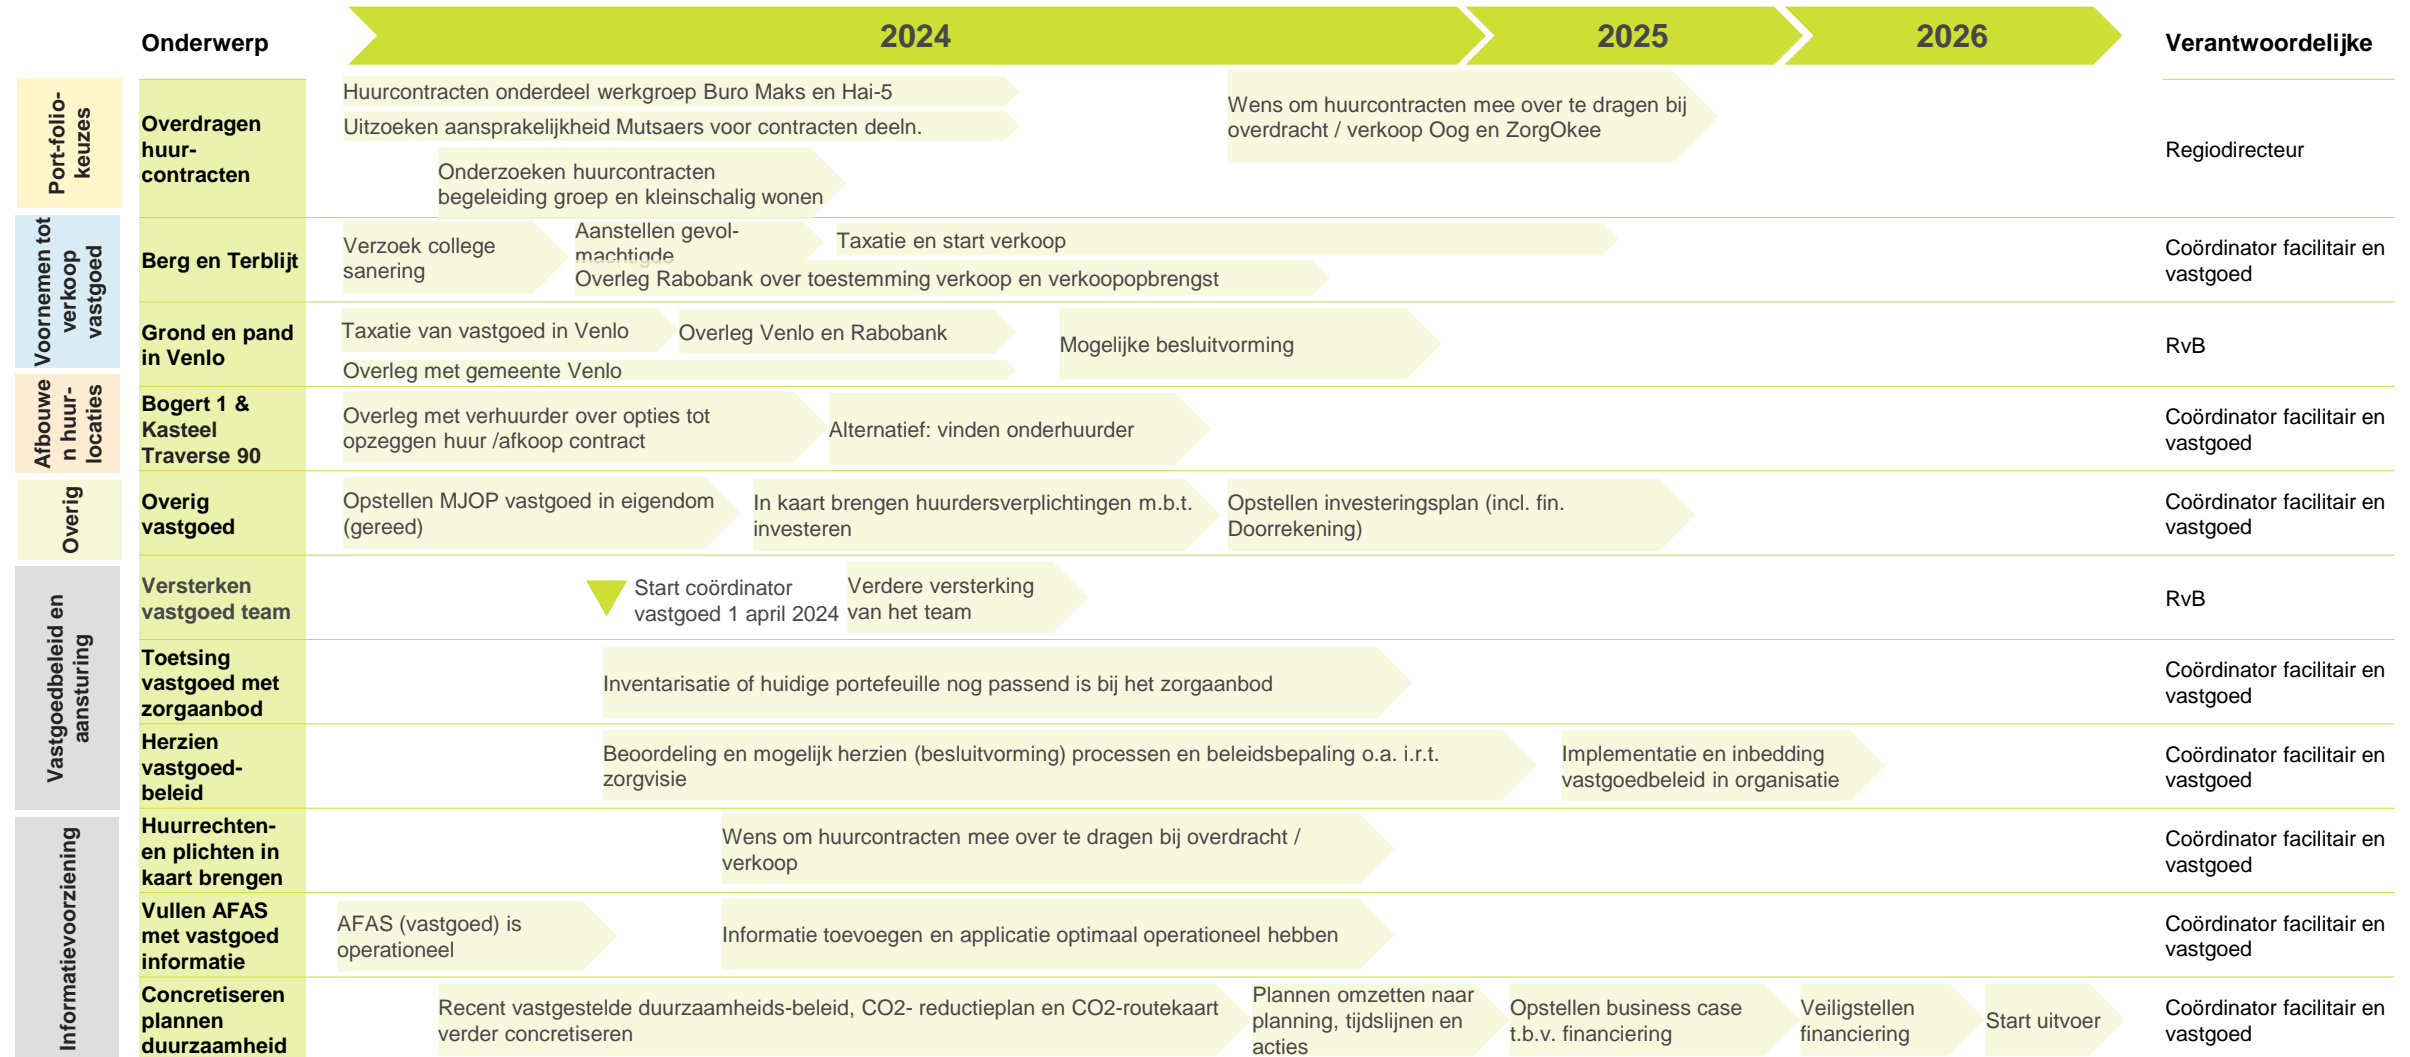 Onderwerp
2024
2025
2026
Verantwoordelijke
Port-folio-
keuzes
Overdragen
huur-
contracten
Huurcontracten onderdeel werkgroep Buro Maks en Hai-5
Uitzoeken aansprakelijkheid Mutsaers voor contracten deeln.
Onderzoeken huurcontracten
begeleiding groep en kleinschalig wonen
Wens om huurcontracten mee over te dragen bij
overdracht / verkoop Oog en ZorgOkee
Regiodirecteur
Voornemen tot
verkoop
vastgoed
Berg en Terblijt
Verzoek college
sanering
Aanstellen gevol-
machtigde
Taxatie en start verkoop
Overleg Rabobank over toestemming verkoop en verkoopopbrengst
Coördinator facilitair en
vastgoed
Grond en pand
in Venlo
Taxatie van vastgoed in Venlo
Overleg Venlo en Rabobank
Overleg met gemeente Venlo
Mogelijke besluitvorming
RvB
Afbouwe
n huur-
locaties
Bogert 1 &
Kasteel
Traverse 90
Overleg met verhuurder over opties tot
opzeggen huur /afkoop contract
Alternatief: vinden onderhuurder
Coördinator facilitair en
vastgoed
Overig
Overig
vastgoed
Opstellen MJOP vastgoed in eigendom
(gereed)
In kaart brengen huurdersverplichtingen m.b.t.
investeren
Opstellen investeringsplan (incl. fin.
Doorrekening)
Coördinator facilitair en
vastgoed
Vastgoedbeleid en
aansturing
Versterken
vastgoed team
Start coördinator
vastgoed 1 april 2024
Verdere versterking
van het team
RvB
Toetsing
vastgoed met
zorgaanbod
Inventarisatie of huidige portefeuille nog passend is bij het zorgaanbod
Coördinator facilitair en
vastgoed
Herzien
vastgoed-
beleid
Beoordeling en mogelijk herzien (besluitvorming) processen en beleidsbepaling o.a. i.r.t.
zorgvisie
Implementatie en inbedding
vastgoedbeleid in organisatie
Coördinator facilitair en
vastgoed
Informatievoorziening
Huurrechten-
en plichten in
kaart brengen
Wens om huurcontracten mee over te dragen bij overdracht /
verkoop
Coördinator facilitair en
vastgoed
Vullen AFAS
met vastgoed
informatie
AFAS (vastgoed) is
operationeel
Informatie toevoegen en applicatie optimaal operationeel hebben
Coördinator facilitair en
vastgoed
Concretiseren
plannen
duurzaamheid
Recent vastgestelde duurzaamheids-beleid, CO2- reductieplan en CO2-routekaart
verder concretiseren
Plannen omzetten naar
planning, tijdslijnen en
acties
Opstellen business case
t.b.v. financiering
Veiligstellen
financiering
Start uitvoer
Coördinator facilitair en
vastgoed